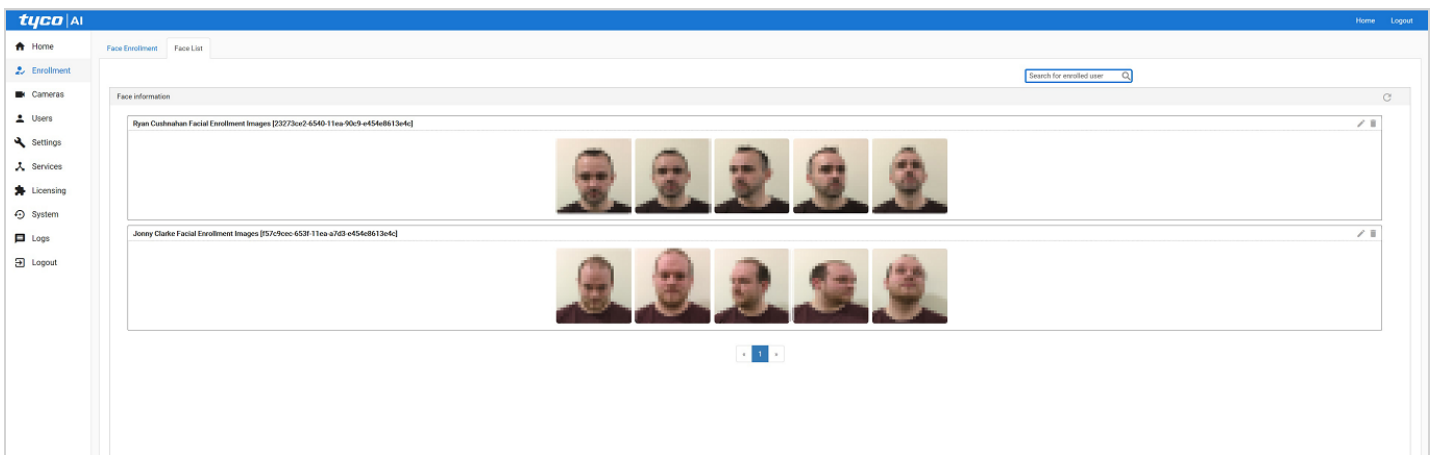 tyco AI
Home Logout
Home
Enrollment
Cameras
Users
Settings
Services
Licensing
System
Logs
Logout
Face Enrollment Face List
Search for enrolled user
Face information
Ryan Cushnahan Facial Enrollment Images [23273ce2-6540-11ea-90c9-e454e8613e4c]
Jonny Clarke Facial Enrollment Images [f57c9cec-653f-11ea-a7d3-e454e8613e4c]
« 1 »